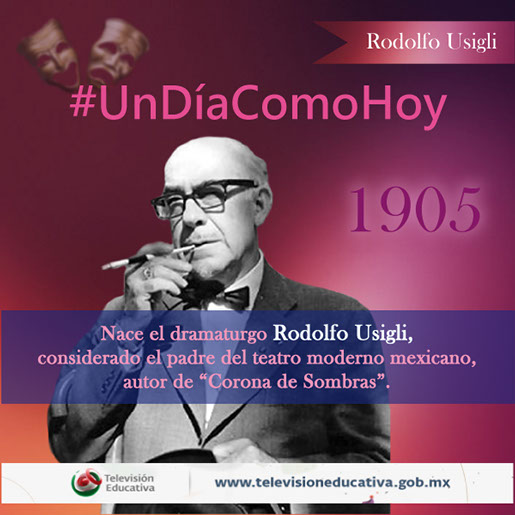 Rodolfo Usigli
#UnDíaComoHoy
1905
Nace el dramaturgo Rodolfo Usigli,
considerado el padre del teatro moderno mexicano,
autor de “Corona de Sombras”.
Televisión
Educativa
www.televisioneducativa.gob.mx